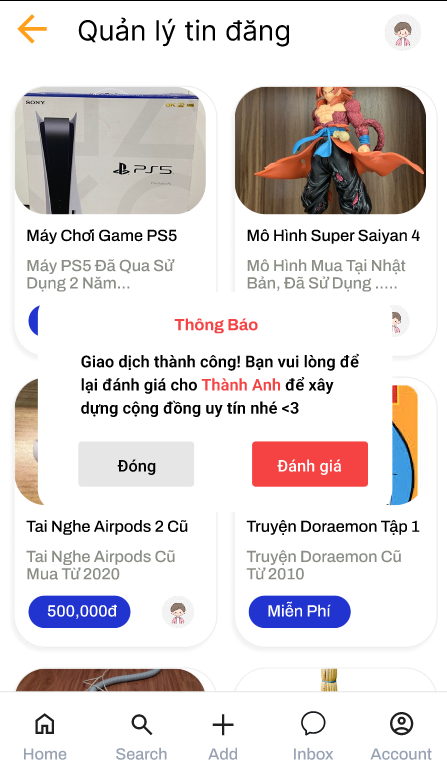 Quản lý tin đăng
SONY
PS5
Máy Chơi Game PS5
Mô Hình Super Saiyan 4
Máy PS5 Đã Qua Sử
Dụng 2 Năm...
Mô Hình Mua Tại Nhật
Bản, Đã Sử Dụng .....
Thông Báo
Giao dịch thành công! Bạn vui lòng để
lại đánh giá cho Thành Anh để xây
dựng cộng đồng uy tín nhé <3
Đóng
Đánh giá
Tai Nghe Airpods 2 Cũ
Truyện Doraemon Tập 1
Tai Nghe Airpods Cũ
Mua Từ 2020
Truyện Doraemon Cũ
Từ 2010
500,000đ
Miễn Phí
Home
Search
Add
Inbox
Account